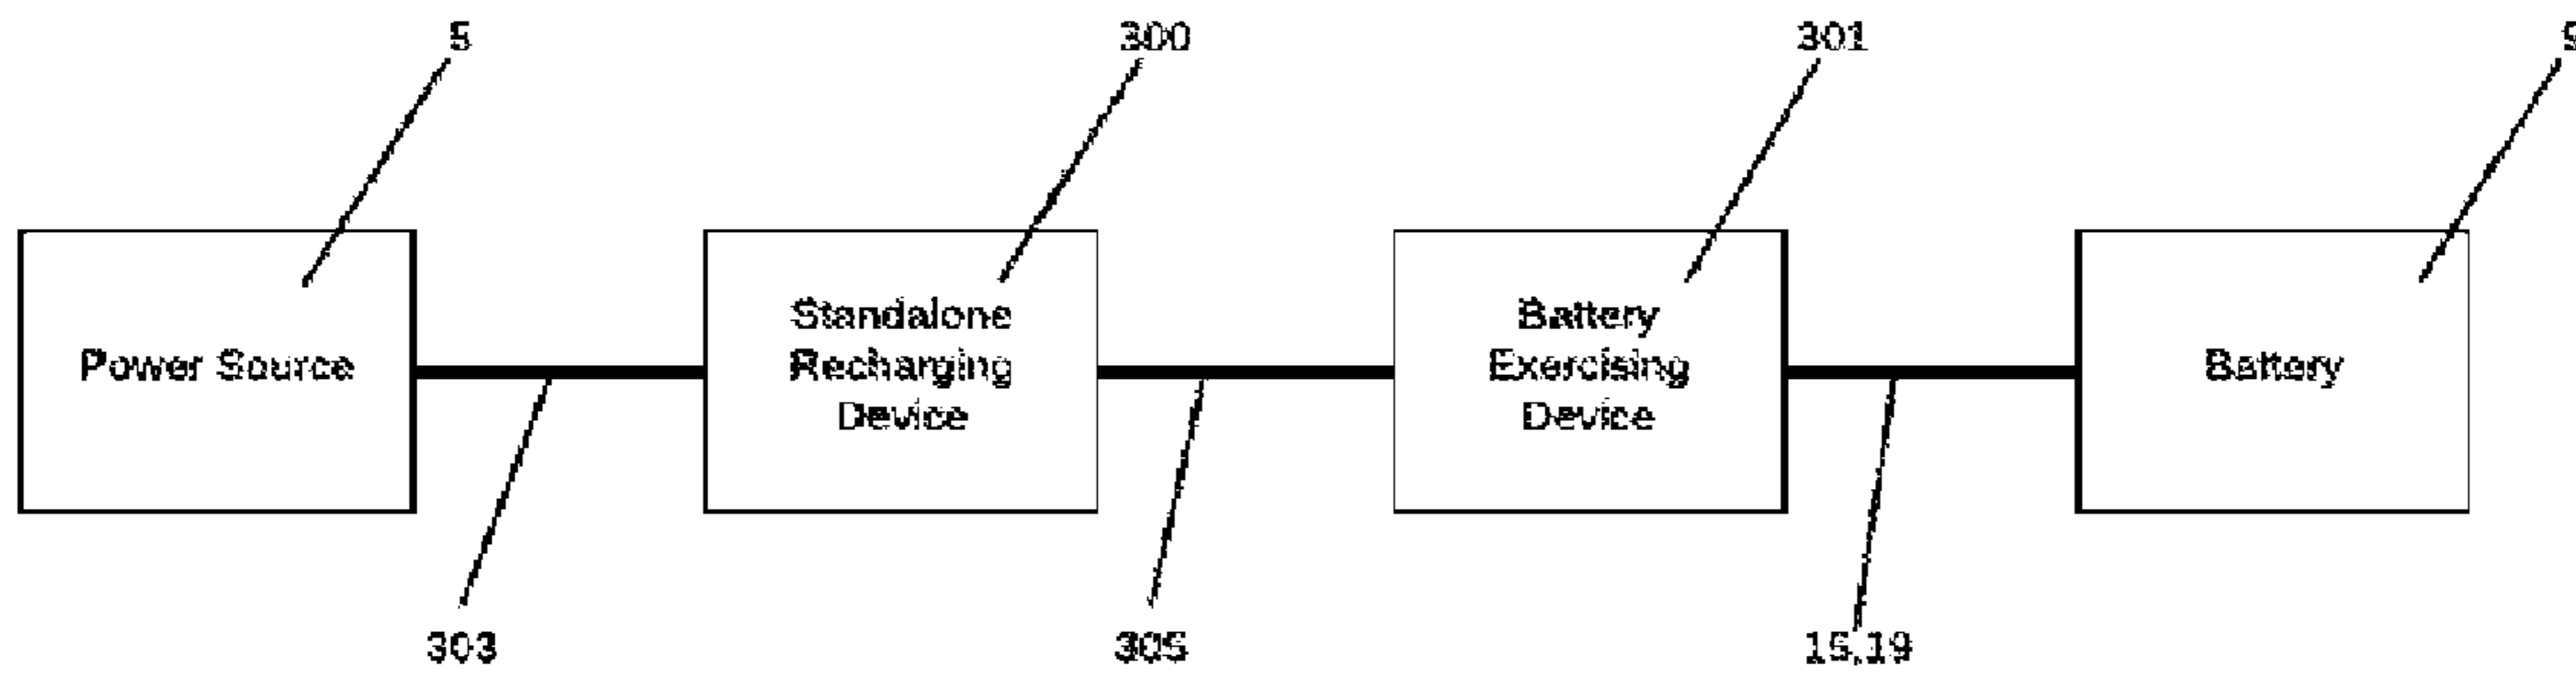 5
300
301
9
Power Source
Standalone
Recharging
Device
Battery
Exercising
Device
Battery
303
305
15,19